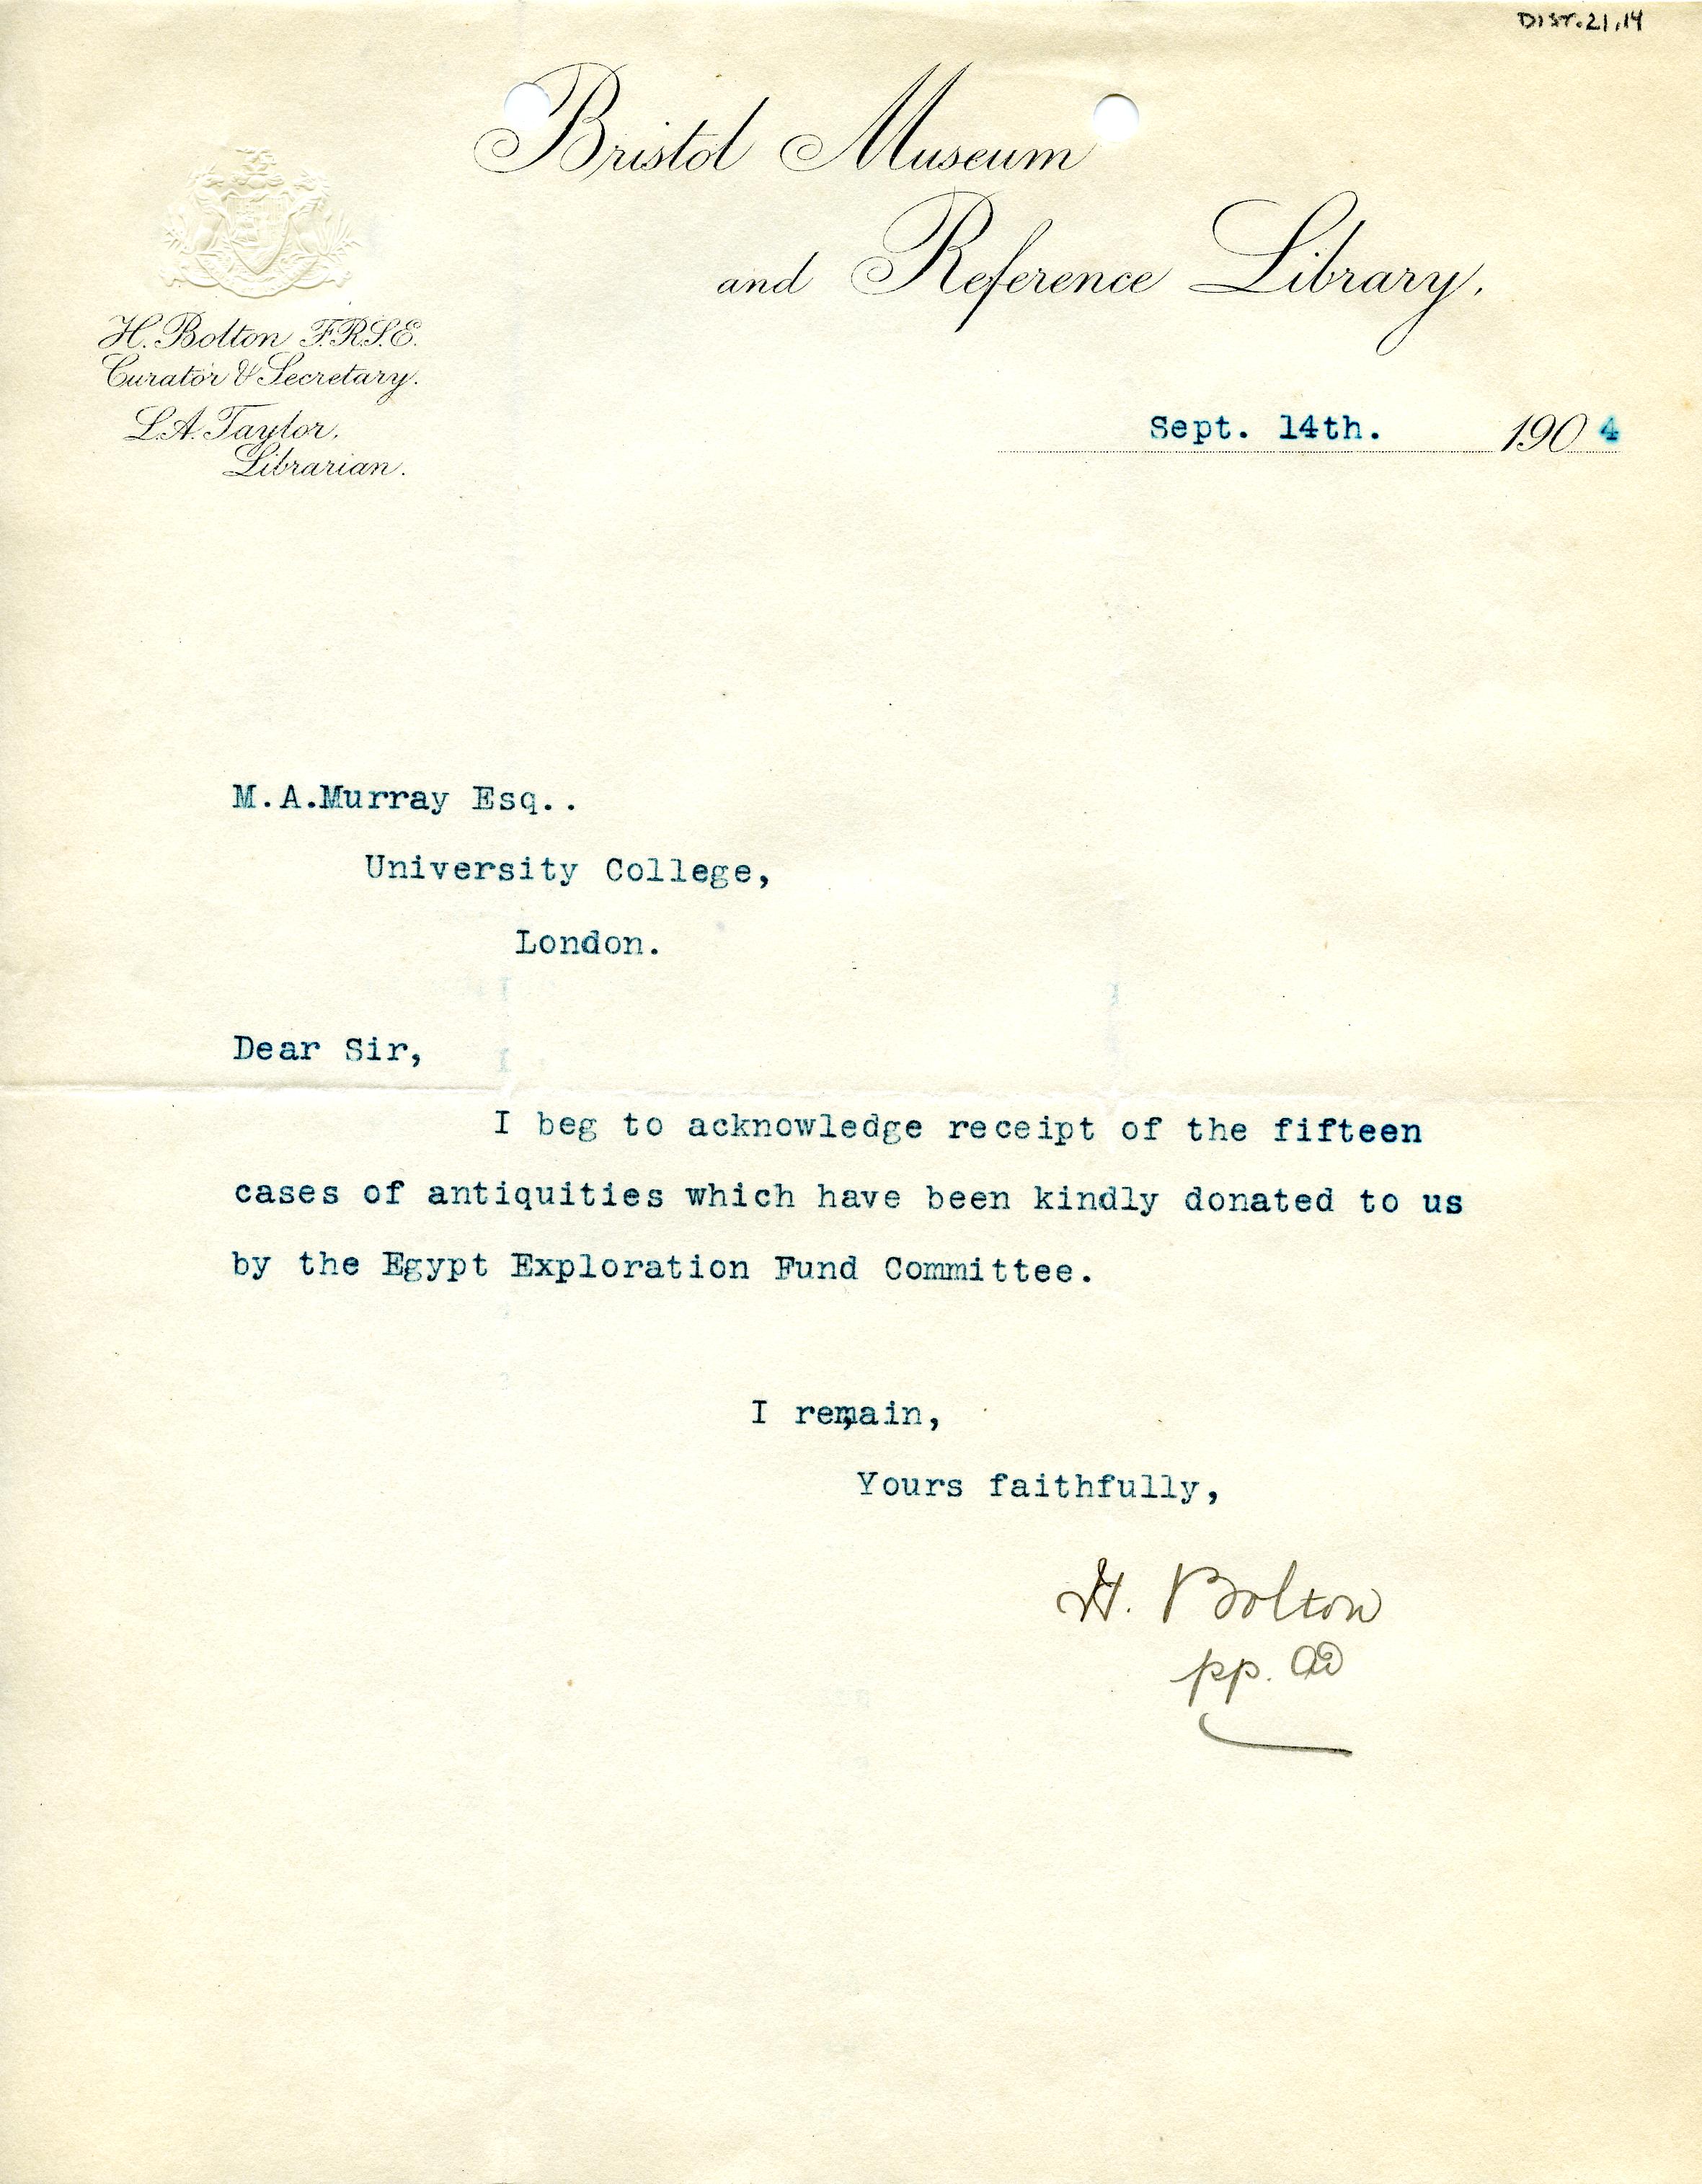 DIST.21.14
Bristol Museum
and Reference Library.
H. Bolton F.R.S.E.
Curator & Secretary.
L.A. Taylor.
Librarian.
Sept. 14th. 1904
M.A.Murray Esq..
University College,
London.
Dear Sir,
I beg to acknowledge receipt of the fifteen
cases of antiquities which have been kindly donated to us
by the Egypt Exploration Fund Committee.
I remain,
Yours faithfully,
H. Bolton
pp.